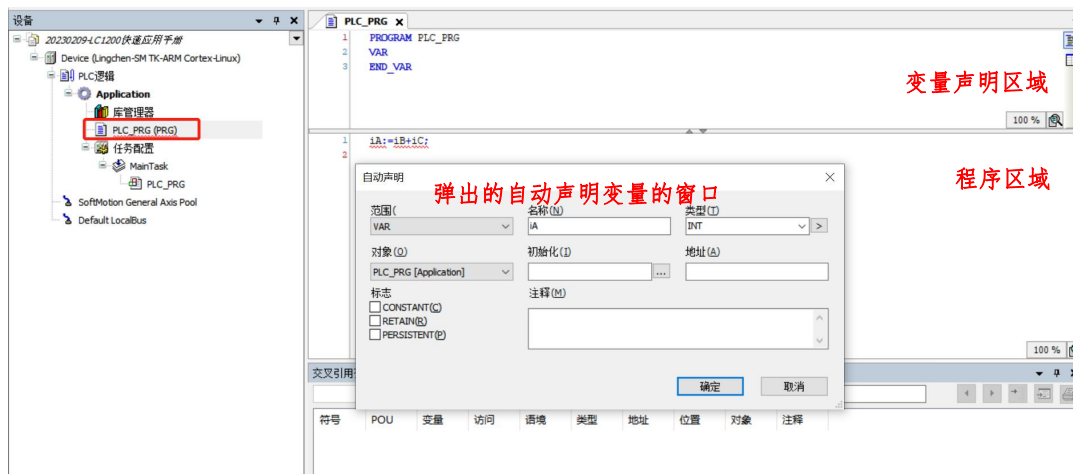 设备
20230209-LC1200快速应用手册
Device (Lingchen-SM TK-ARM Cortex-Linux)
PLC逻辑
Application
库管理器
PLC_PRG (PRG)
任务配置
MainTask
PLC_PRG
SoftMotion General Axis Pool
Default LocalBus
PLC_PRG
1 PROGRAM PLC_PRG
2 VAR
3 END_VAR
变量声明区域
100 %
1 iA:=iB+iC;
2
程序区域
自动声明
弹出的自动声明变量的窗口
范围( 名称(N) 类型(T)
VAR iA INT >
对象(O) 初始化(I) 地址(A)
PLC_PRG [Application] ...
标志 注释(M)
CONSTANT(C)
RETAIN(R)
PERSISTENT(P)
确定 取消
100 %
交叉引用
符号 POU 变量 访问 语境 类型 地址 位置 对象 注释